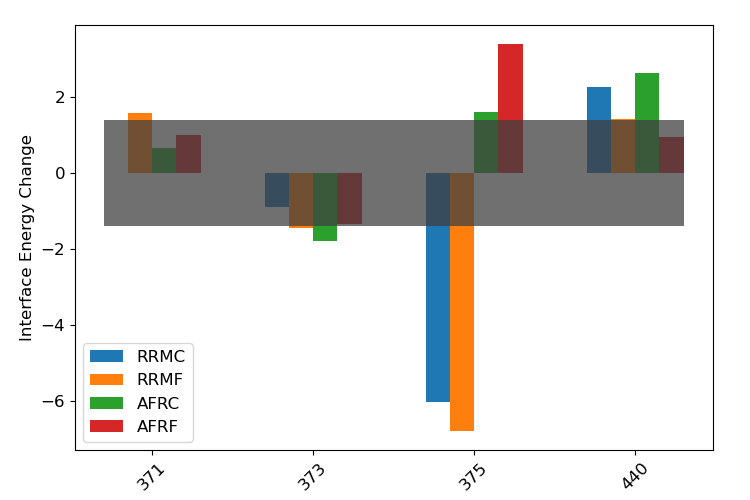 Interface Energy Change
2
0
−2
−4
−6
RRMC
RRMF
AFRC
AFRF
371
373
375
440